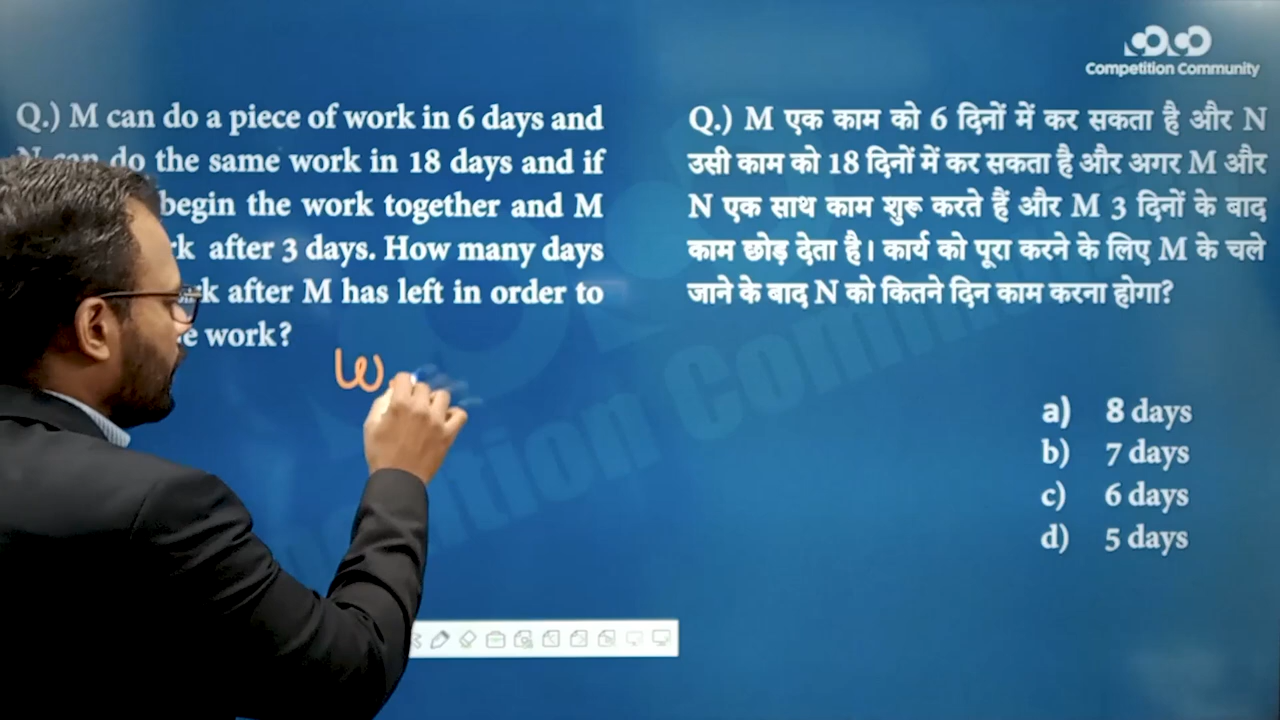 Competition Community
Q.) M can do a piece of work in 6 days and
do the same work in 18 days and if
begin the work together and M
after 3 days. How many days
after M has left in order to
work?
Q.) M एक काम को 6 दिनों में कर सकता है और N
उसी काम को 18 दिनों में कर सकता है और अगर M और
N एक साथ काम शुरू करते हैं और M 3 दिनों के बाद
काम छोड़ देता है। कार्य को पूरा करने के लिए M के चले
जाने के बाद N को कितने दिन काम करना होगा?
W
a) 8 days
b) 7 days
c) 6 days
d) 5 days